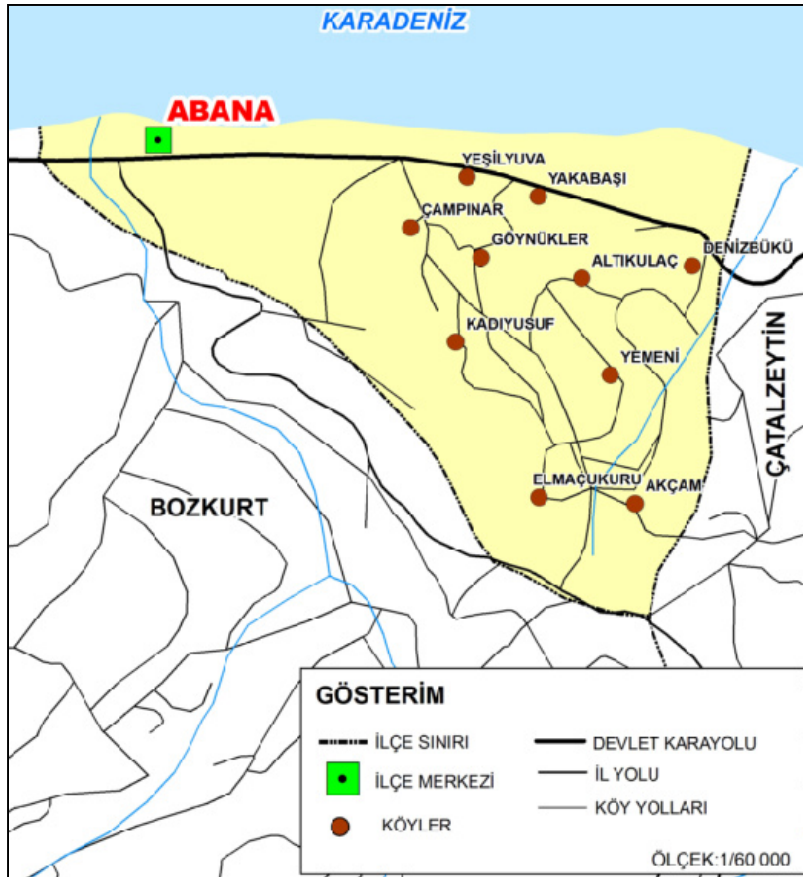 KARADENİZ
ABANA
YEŞİLYUVA
YAKABAŞI
ÇAMPINAR
GÖYNÜKLER
DENİZBÜKÜ
ALTIKULAÇ
KADIYUSUF
YEMENİ
ÇATALZEYTİN
ELMAÇUKURU
AKÇAM
BOZKURT
GÖSTERİM
İLÇE SINIRI
DEVLET KARAYOLU
İLÇE MERKEZİ
İL YOLU
KÖYLER
KÖY YOLLARI
ÖLÇEK:1/60 000